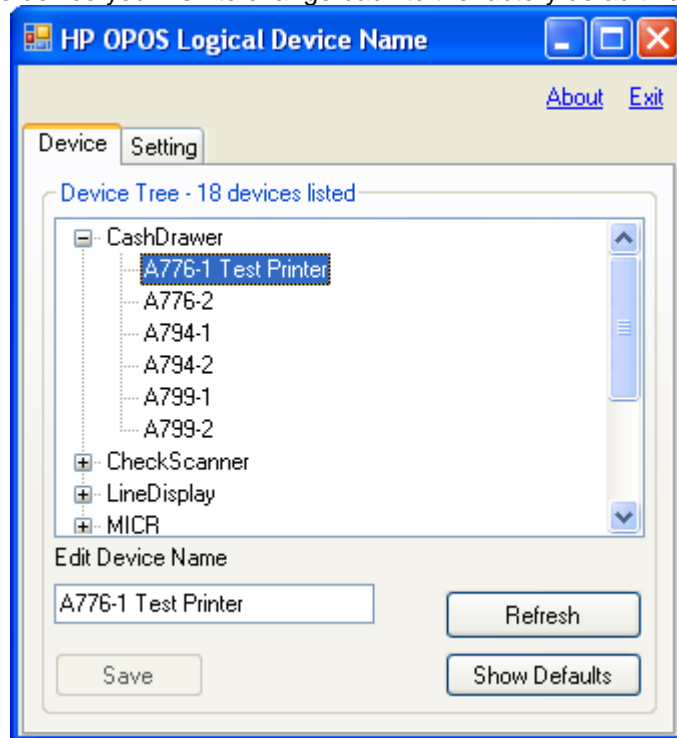 HP OPOS Logical Device Name
About Exit
Device Setting
Device Tree - 18 devices listed
CashDrawer
A776-1 Test Printer
A776-2
A794-1
A794-2
A799-1
A799-2
CheckScanner
LineDisplay
MICR
Edit Device Name
A776-1 Test Printer
Refresh
Save
Show Defaults